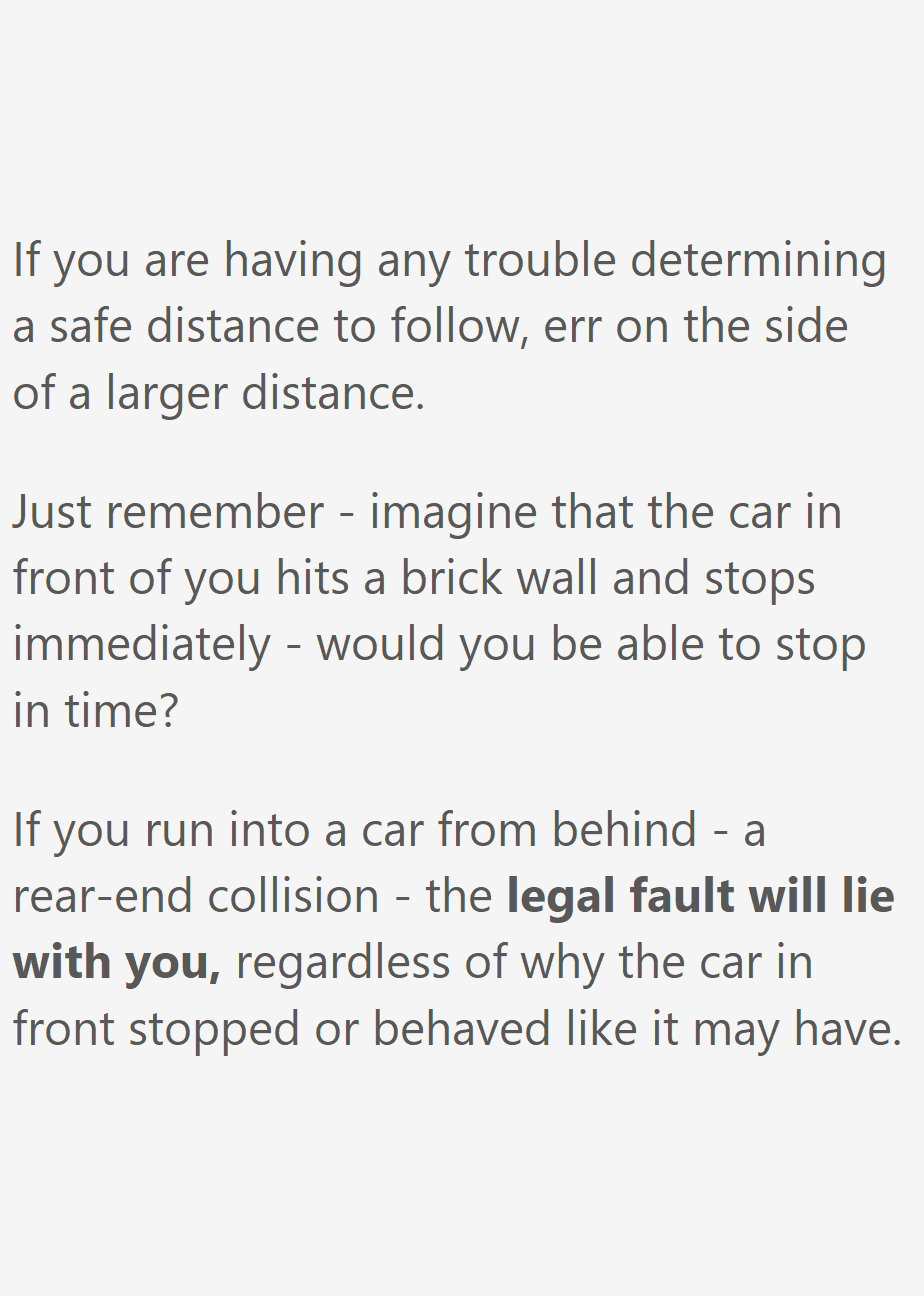 If you are having any trouble determining
a safe distance to follow, err on the side
of a larger distance.
Just remember - imagine that the car in
front of you hits a brick wall and stops
immediately - would you be able to stop
in time?
If you run into a car from behind - a
rear-end collision - the legal fault will lie
with you, regardless of why the car in
front stopped or behaved like it may have.